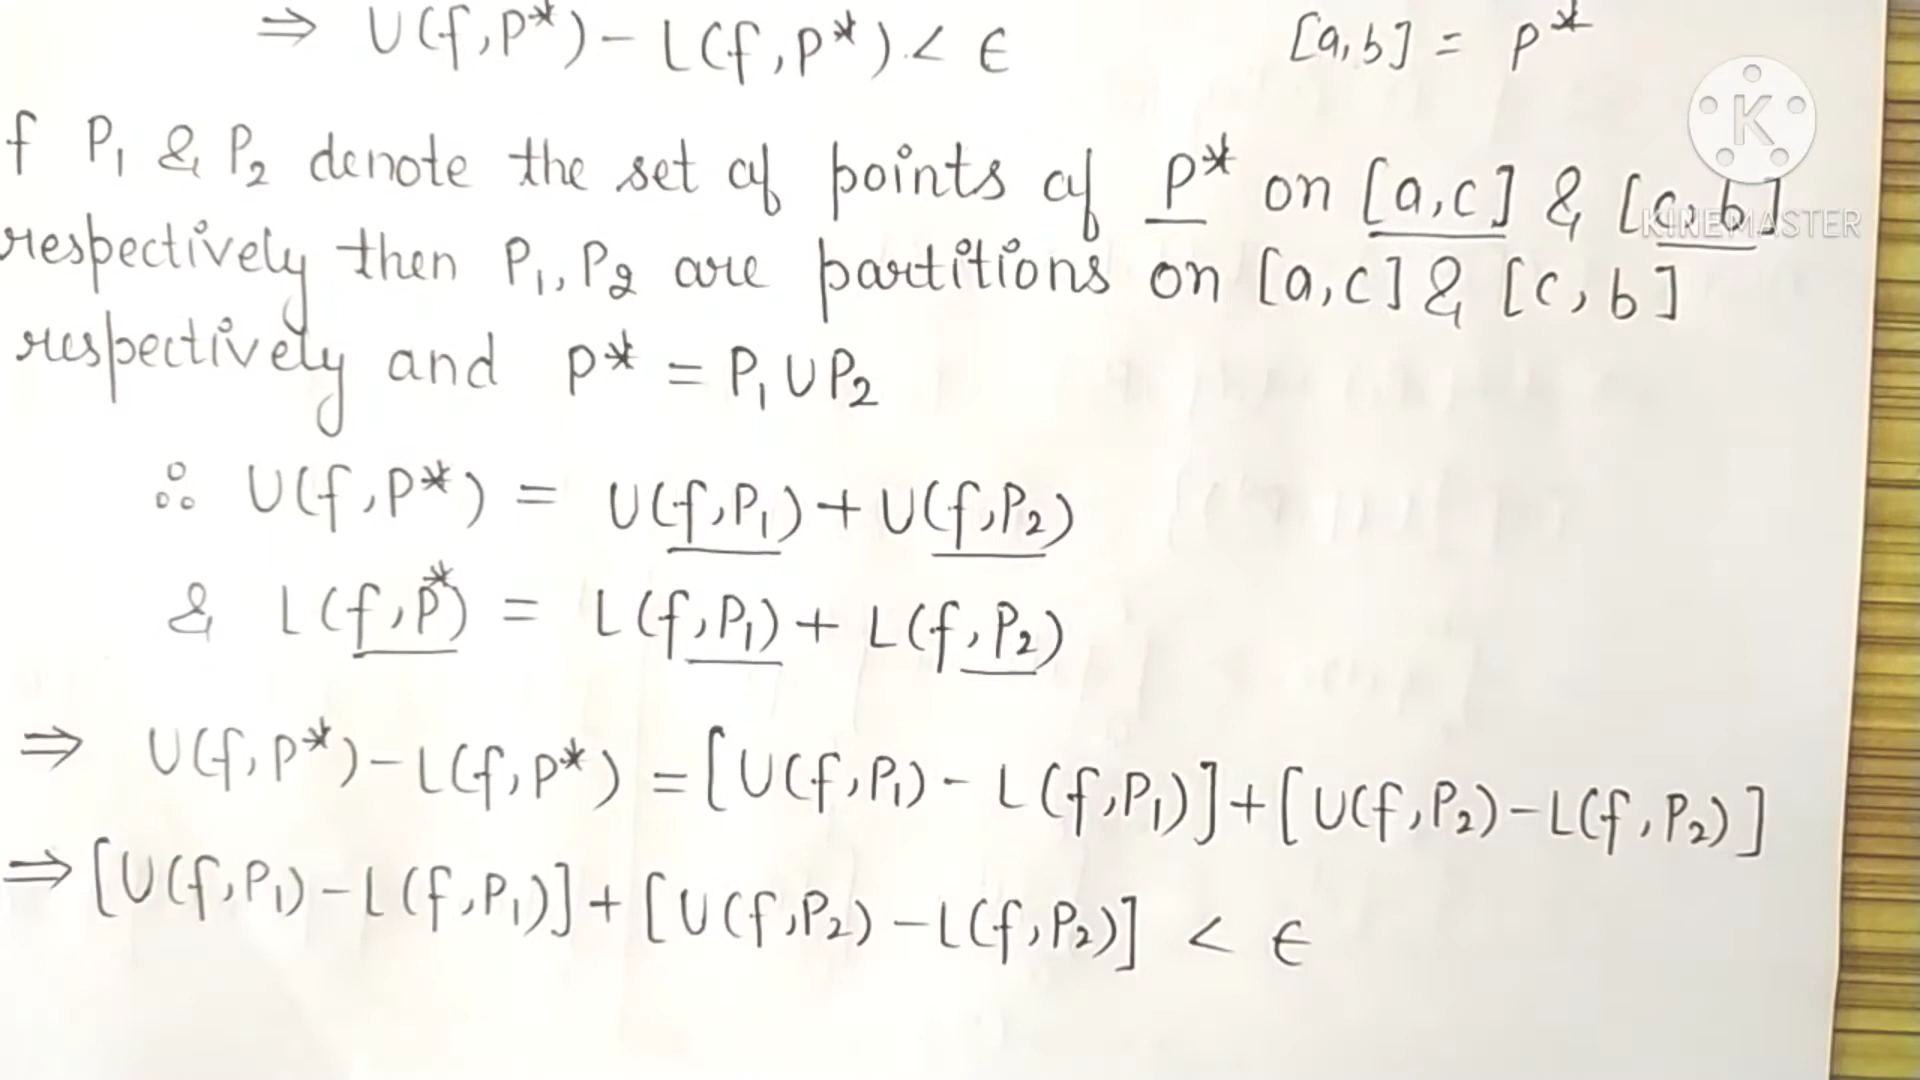 ⇒ U(f,P*) - L(f,P*) < ϵ [a,b] = P*
f P₁ & P₂ denote the set of points of P* on [a,c] & [c,b]
K
KINEMASTER
respectively then P₁, P₂ are partitions on [a,c] & [c,b]
respectively and P* = P₁ ∪ P₂
∴ U(f,P*) = U(f,P₁) + U(f,P₂)
& L(f,P*) = L(f,P₁) + L(f,P₂)
⇒ U(f,P*) - L(f,P*) = [U(f,P₁) - L(f,P₁)] + [U(f,P₂) - L(f,P₂)]
⇒ [U(f,P₁) - L(f,P₁)] + [U(f,P₂) - L(f,P₂)] < ϵ